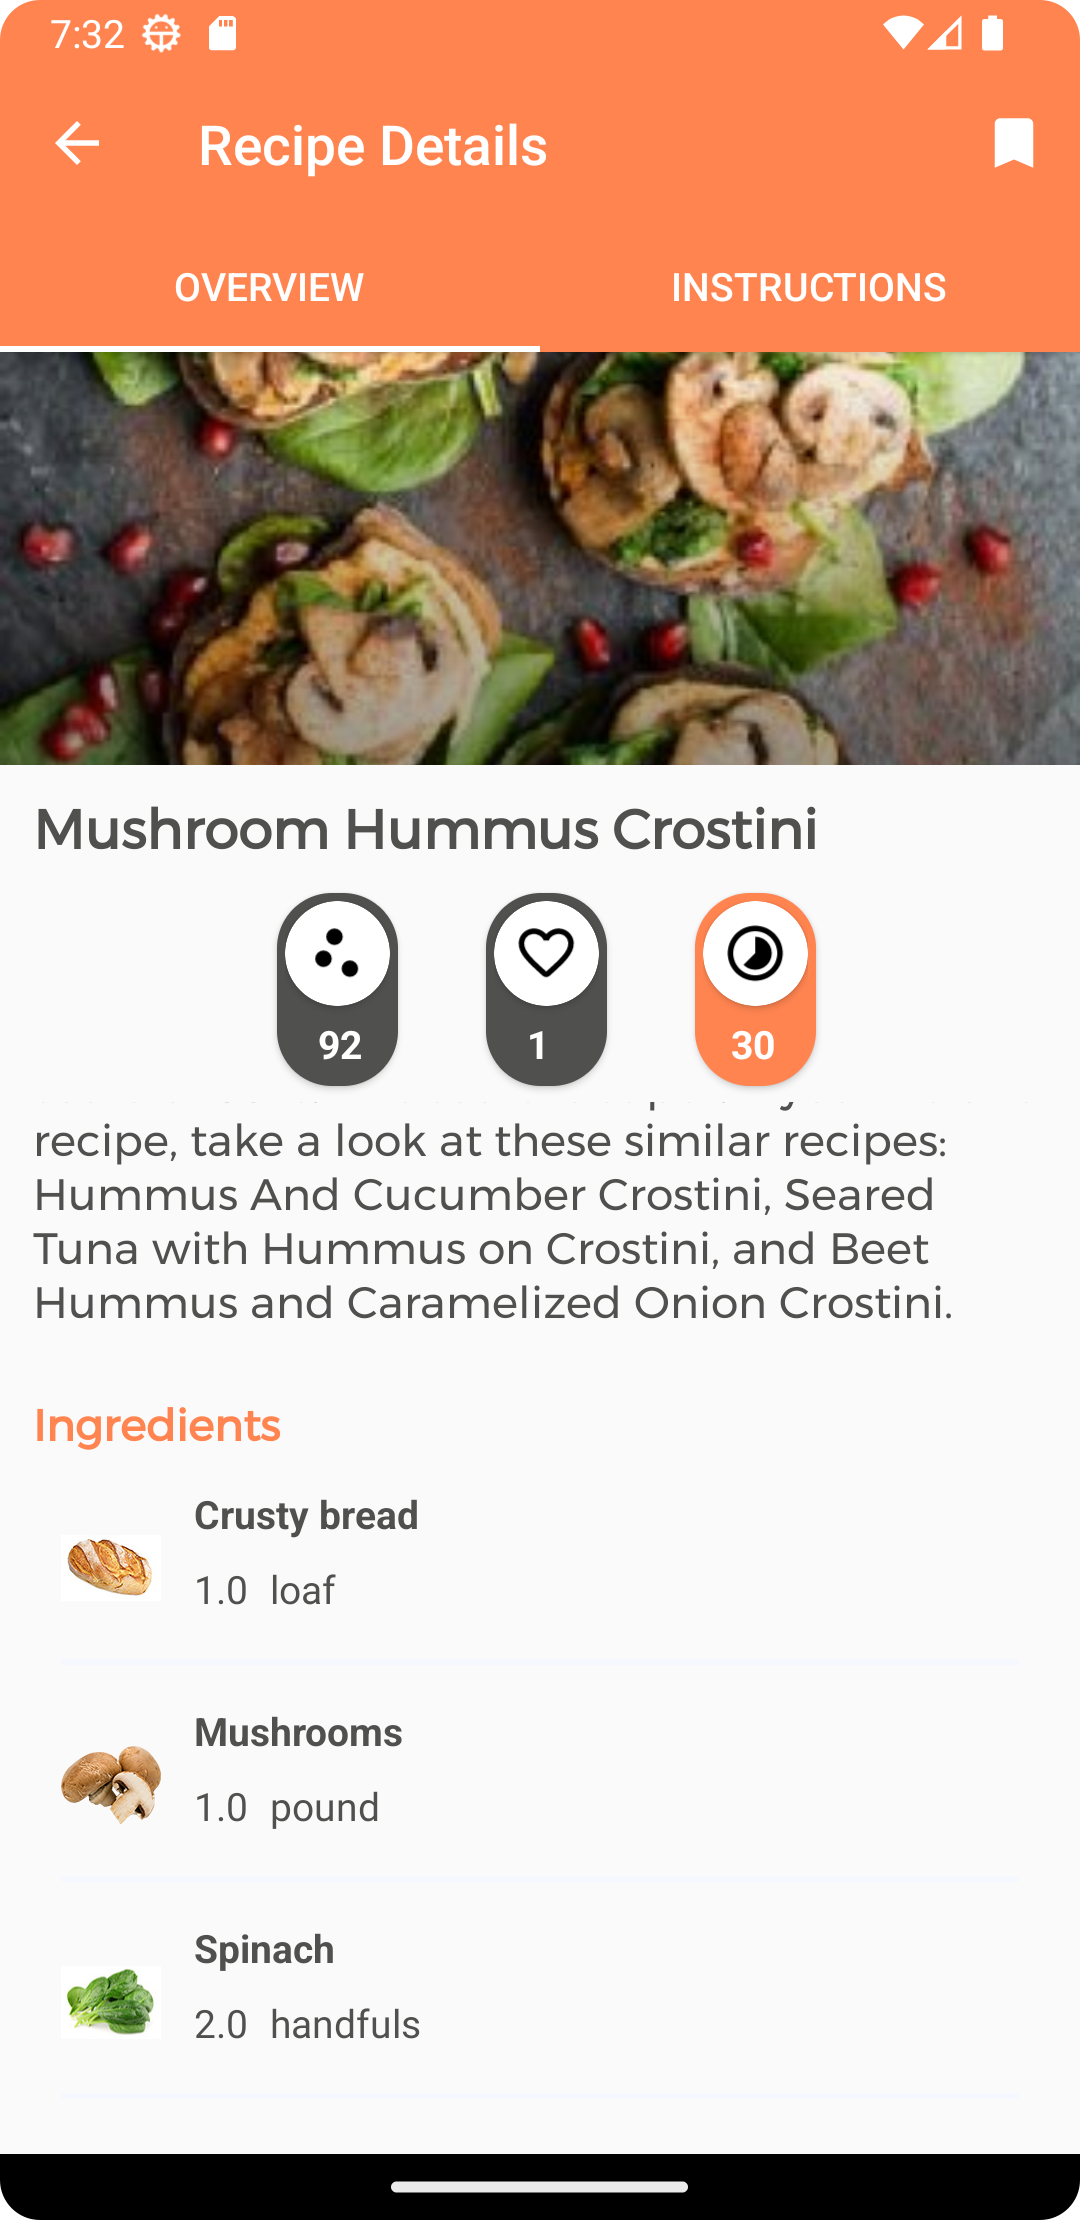 7:32
Recipe Details
OVERVIEW
INSTRUCTIONS
Mushroom Hummus Crostini
92
1
30
recipe, take a look at these similar recipes:
Hummus And Cucumber Crostini, Seared
Tuna with Hummus on Crostini, and Beet
Hummus and Caramelized Onion Crostini.
Ingredients
Crusty bread
1.0 loaf
Mushrooms
1.0 pound
Spinach
2.0 handfuls